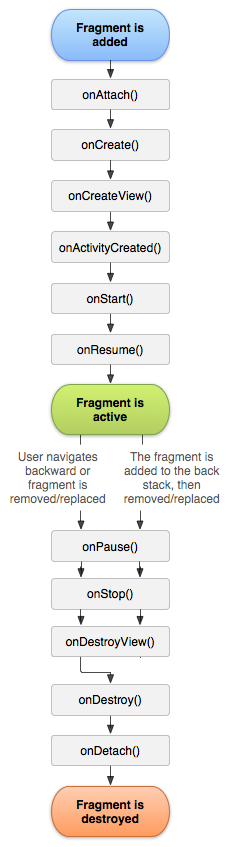 Fragment is
added
onAttach()
onCreate()
onCreateView()
onActivityCreated()
onStart()
onResume()
Fragment is
active
User navigates
backward or
fragment is
removed/replaced
The fragment is
added to the back
stack, then
removed/replaced
onPause()
onStop()
onDestroyView()
onDestroy()
onDetach()
Fragment is
destroyed